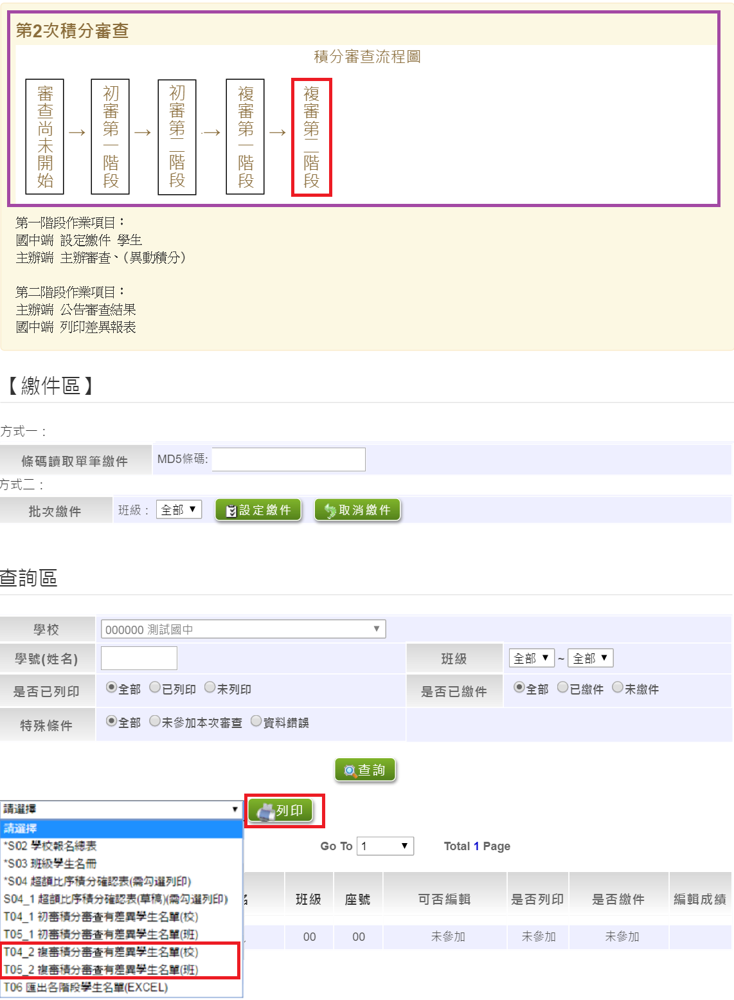 第2次積分審查
積分審查流程圖
審查尚未開始 → 初審第一階段 → 初審第二階段 → 複審第一階段 → 複審第二階段
第一階段作業項目：
國中端 設定繳件 學生
主辦端 主辦審查、(異動積分)
第二階段作業項目：
主辦端 公告審查結果
國中端 列印差異報表
【繳件區】
方式一：
條碼讀取單筆繳件 MD5條碼:
方式二：
批次繳件 班級： 全部 設定繳件 取消繳件
查詢區
學校 000000 測試國中
學號(姓名) 班級 全部 ~ 全部
是否已列印 全部 已列印 未列印 是否已繳件 全部 已繳件 未繳件
特殊條件 全部 未參加本次審查 資料錯誤
查詢
請選擇 列印
請選擇
*S02 學校報名總表
Go To 1 Total 1 Page
*S03 班級學生名冊
*S04 超額比序積分確認表(需勾選列印)
S04_1 超額比序積分確認表(草稿)(需勾選列印)
班級 座號 可否編輯 是否列印 是否繳件 編輯成績
T04_1 初審積分審查有差異學生名單(校)
T05_1 初審積分審查有差異學生名單(班)
00 00 未參加 未參加 未參加
T04_2 複審積分審查有差異學生名單(校)
T05_2 複審積分審查有差異學生名單(班)
T06 匯出各階段學生名單(EXCEL)